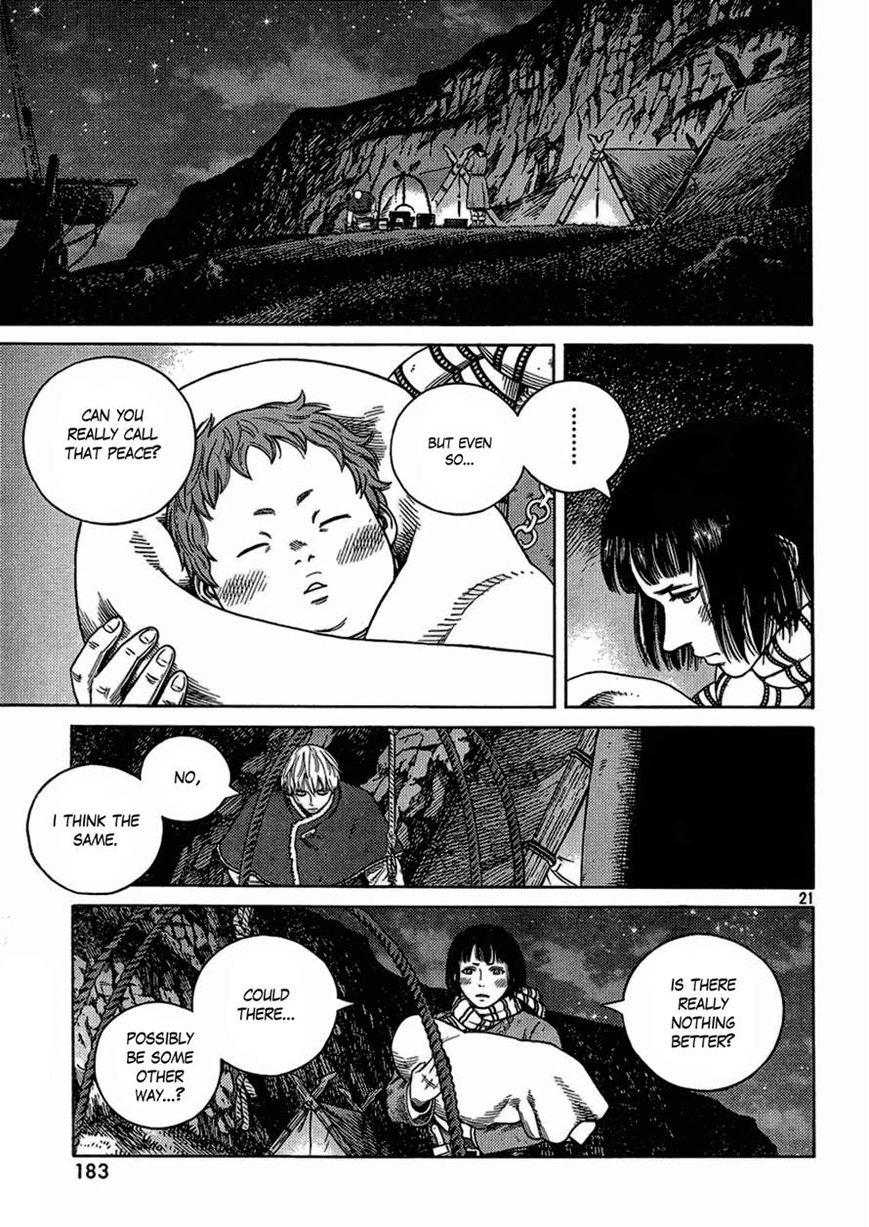 .........
BUT EVEN
SO...
CAN YOU
REALLY CALL
THAT PEACE?
NO,
I THINK THE
SAME.
21
IS THERE
REALLY
NOTHING
BETTER?
COULD
THERE...
POSSIBLY
BE SOME
OTHER
WAY...?
183